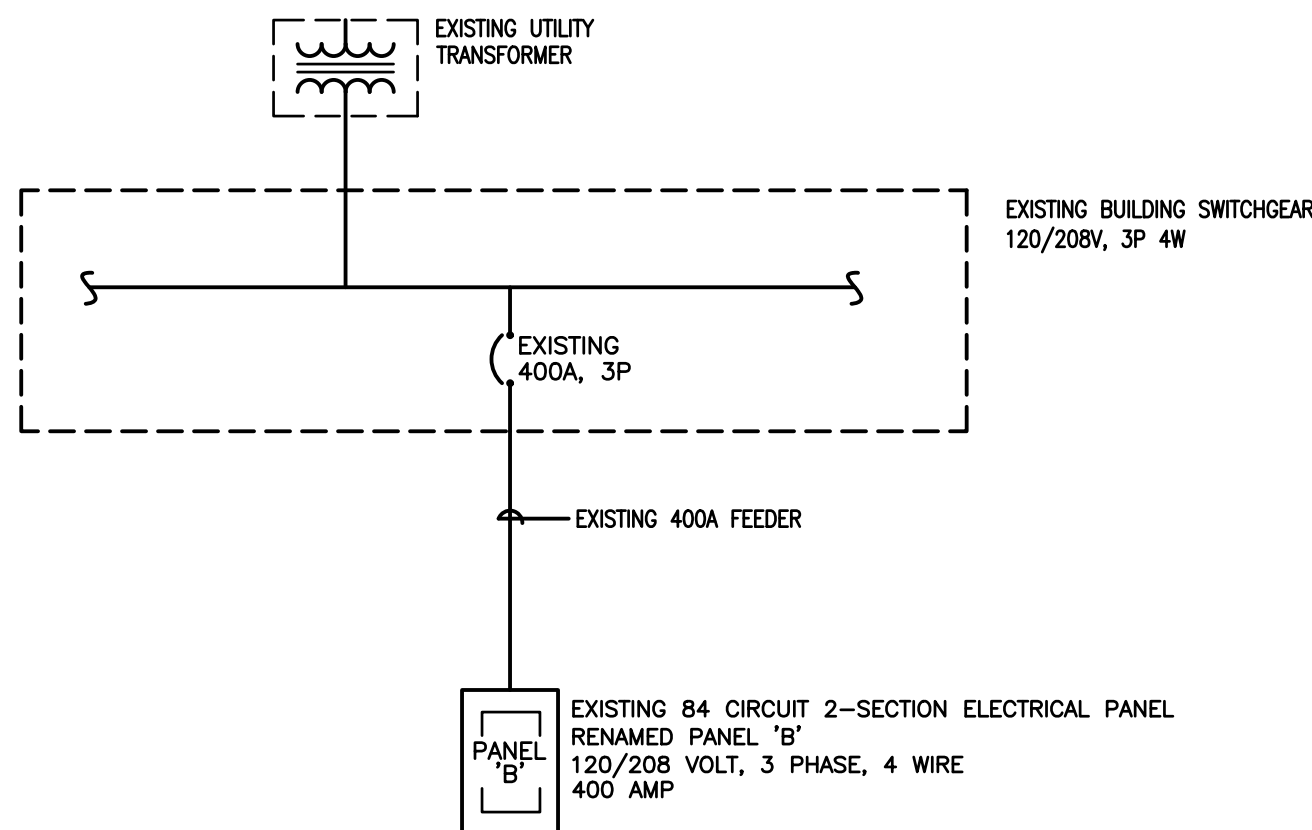 EXISTING UTILITY
TRANSFORMER
EXISTING BUILDING SWITCHGEAR
120/208V, 3P 4W
EXISTING
400A, 3P
EXISTING 400A FEEDER
PANEL
'B'
EXISTING 84 CIRCUIT 2-SECTION ELECTRICAL PANEL
RENAMED PANEL 'B'
120/208 VOLT, 3 PHASE, 4 WIRE
400 AMP